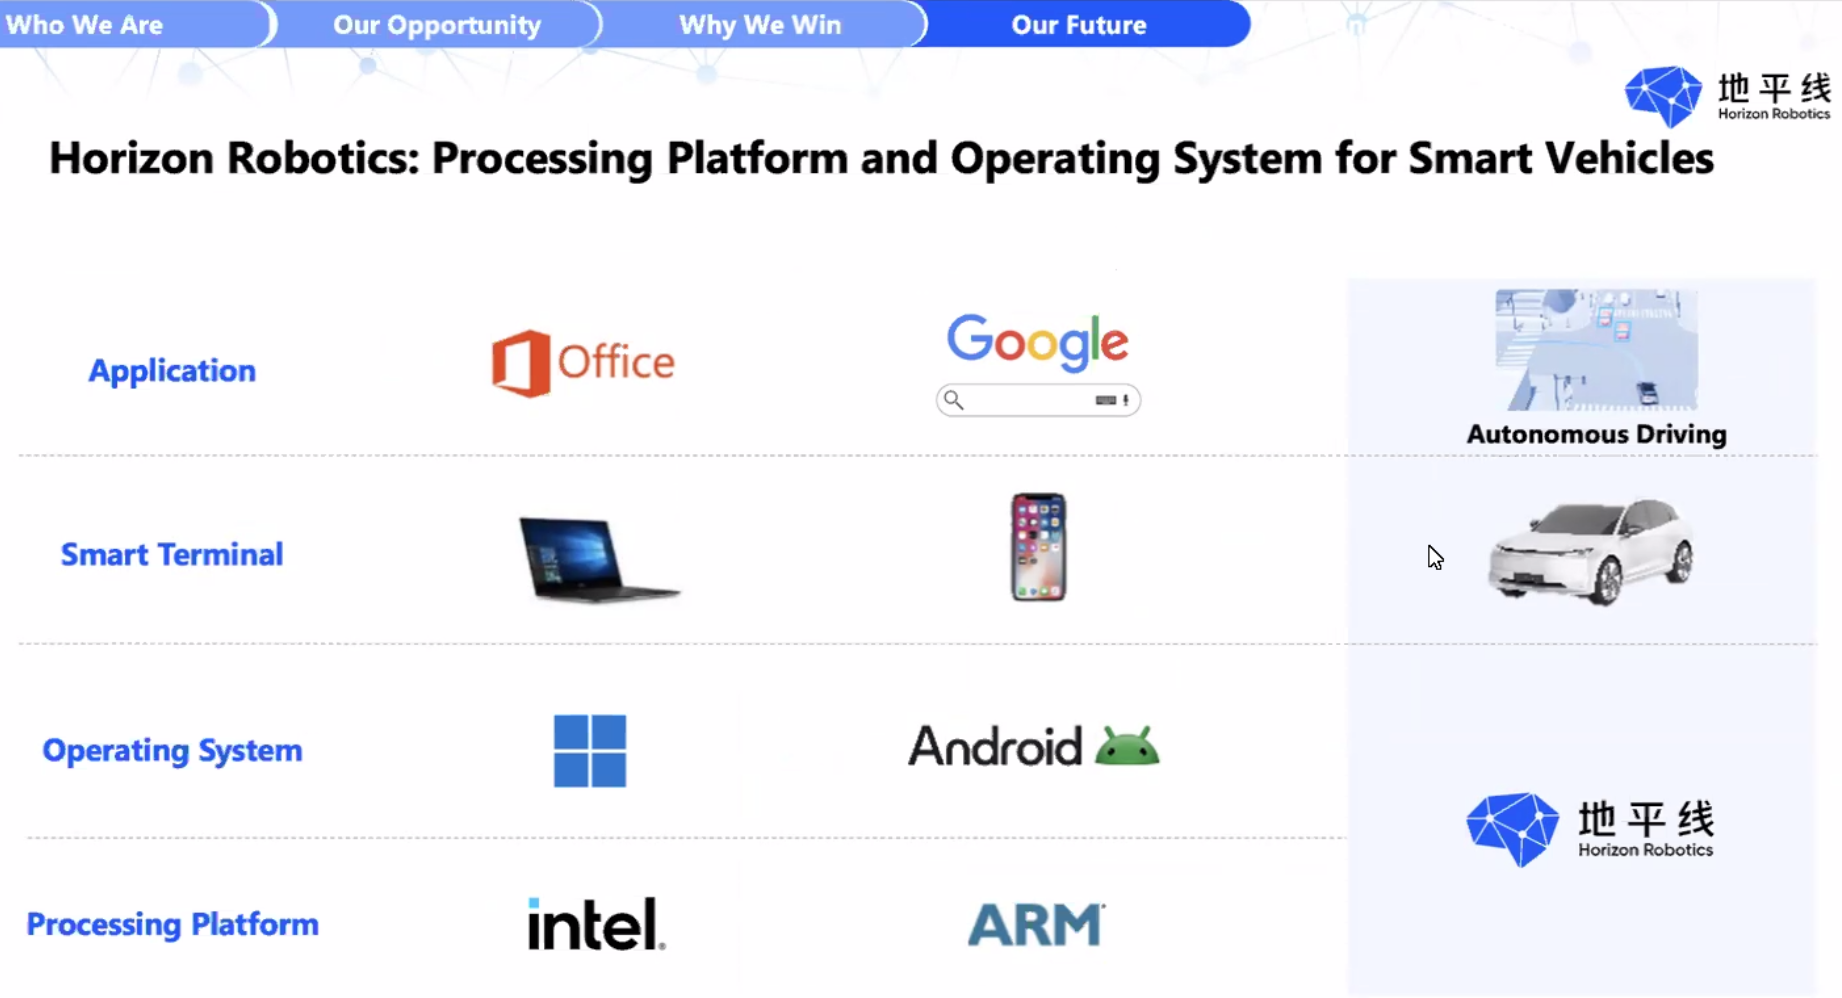 Who We Are
Our Opportunity
Why We Win
Our Future
地平线
Horizon Robotics
Horizon Robotics: Processing Platform and Operating System for Smart Vehicles
Application
Office
Google
Autonomous Driving
Smart Terminal
Operating System
Android
地平线
Horizon Robotics
Processing Platform
intel
ARM